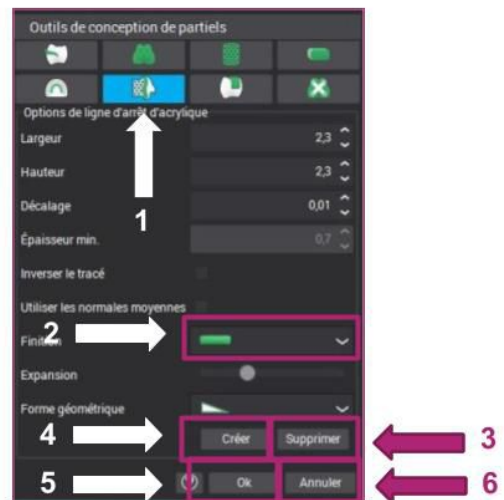 Outils de conception de partiels
Options de ligne d'arrêt d'acrylique
Largeur 2,3
Hauteur 2,3
1
Décalage 0,01
Épaisseur min. 0,7
Inverser le tracé
Utiliser les normales moyennes
2
Finition
Expansion
Forme géométrique
4 Créer Supprimer 3
5 Ok Annuler 6